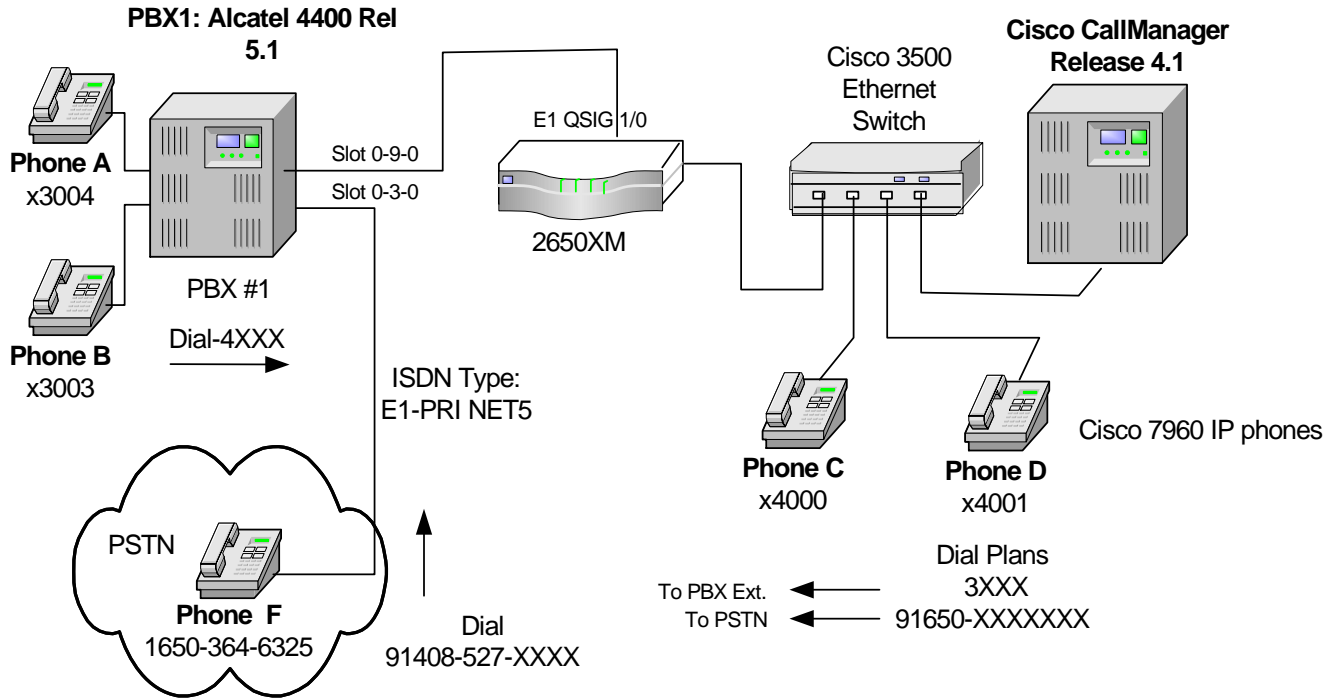 PBX1: Alcatel 4400 Rel
5.1
Cisco CallManager
Release 4.1
Cisco 3500
Ethernet
Switch
E1 QSIG 1/0
Slot 0-9-0
Slot 0-3-0
Phone A
x3004
2650XM
PBX #1
Dial-4XXX
Phone B
x3003
ISDN Type:
E1-PRI NET5
Cisco 7960 IP phones
Phone C
x4000
Phone D
x4001
PSTN
Phone F
1650-364-6325
Dial
91408-527-XXXX
Dial Plans
To PBX Ext.
3XXX
To PSTN
91650-XXXXXXX